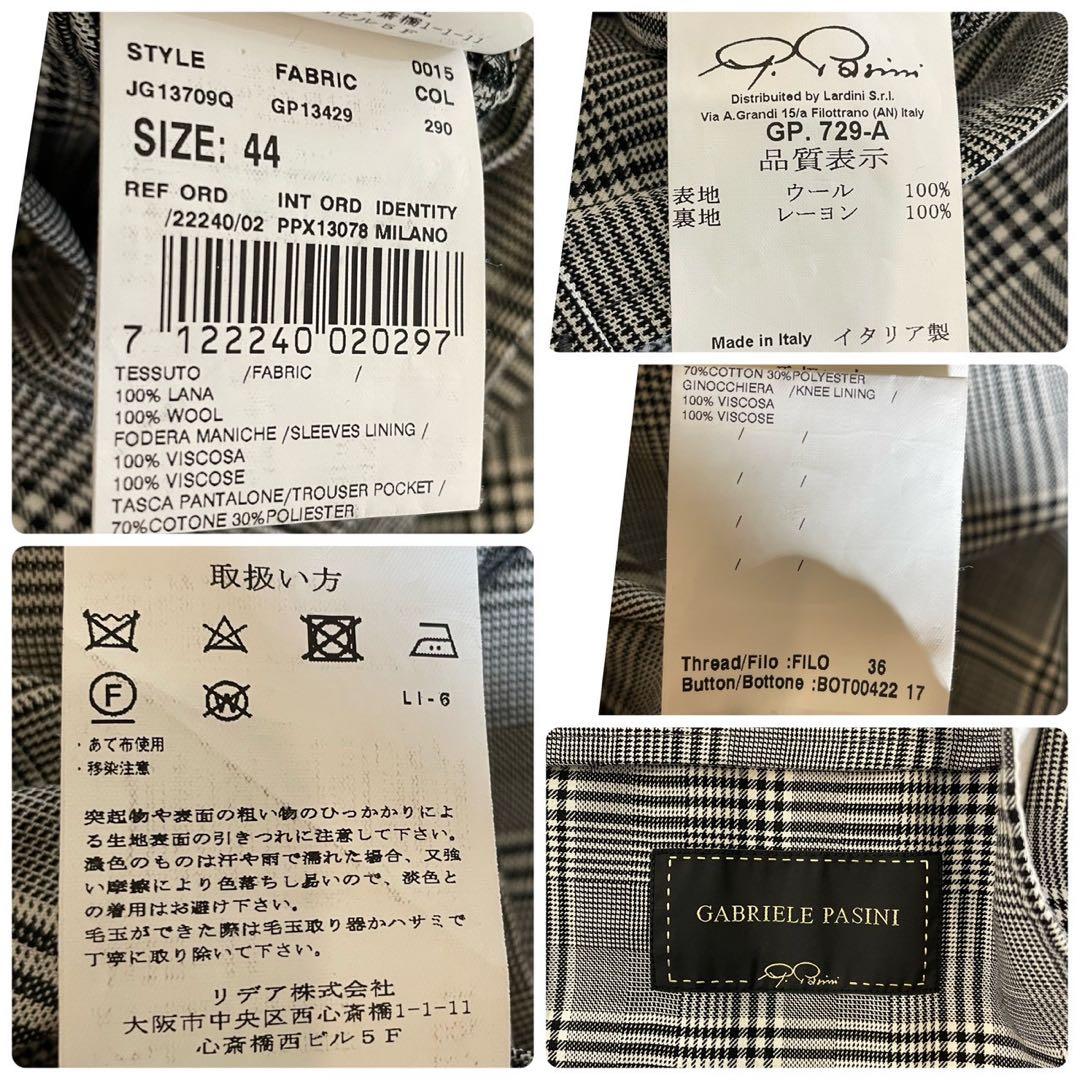 斎橋1-1-11
ビル5F
STYLE FABRIC 0015
JG13709Q GP13429 COL
290
SIZE: 44
REF ORD INT ORD IDENTITY
/22240/02 PPX13078 MILANO
7 122240 020297
TESSUTO /FABRIC /
100% LANA
100% WOOL
FODERA MANICHE /SLEEVES LINING /
100% VISCOSA
100% VISCOSE
TASCA PANTALONE/TROUSER POCKET /
70%COTONE 30%POLIESTER
G. Pasini
Distribuited by Lardini S.r.l.
Via A.Grandi 15/a Filottrano (AN) Italy
GP. 729-A
品質表示
表地 ウール 100%
裏地 レーヨン 100%
Made in Italy イタリア製
70%COTTON 30%POLYESTER
GINOCCHIERA /KNEE LINING /
100% VISCOSA
100% VISCOSE
/ /
/ /
/ /
/ /
Thread/Filo :FILO 36
Button/Bottone :BOT00422 17
取扱い方
F W LI-6
・あて布使用
・移染注意
突起物や表面の粗い物のひっかかりによ
る生地表面の引きつれに注意して下さい。
濃色のものは汗や雨で濡れた場合、又強
い摩擦により色落ちし易いので、淡色と
の着用はお避け下さい。
毛玉ができた際は毛玉取り器かハサミで
丁寧に取り除いて下さい。
リデア株式会社
大阪市中央区西心斎橋1-1-11
心斎橋西ビル5F
GABRIELE PASINI
G. Pasini